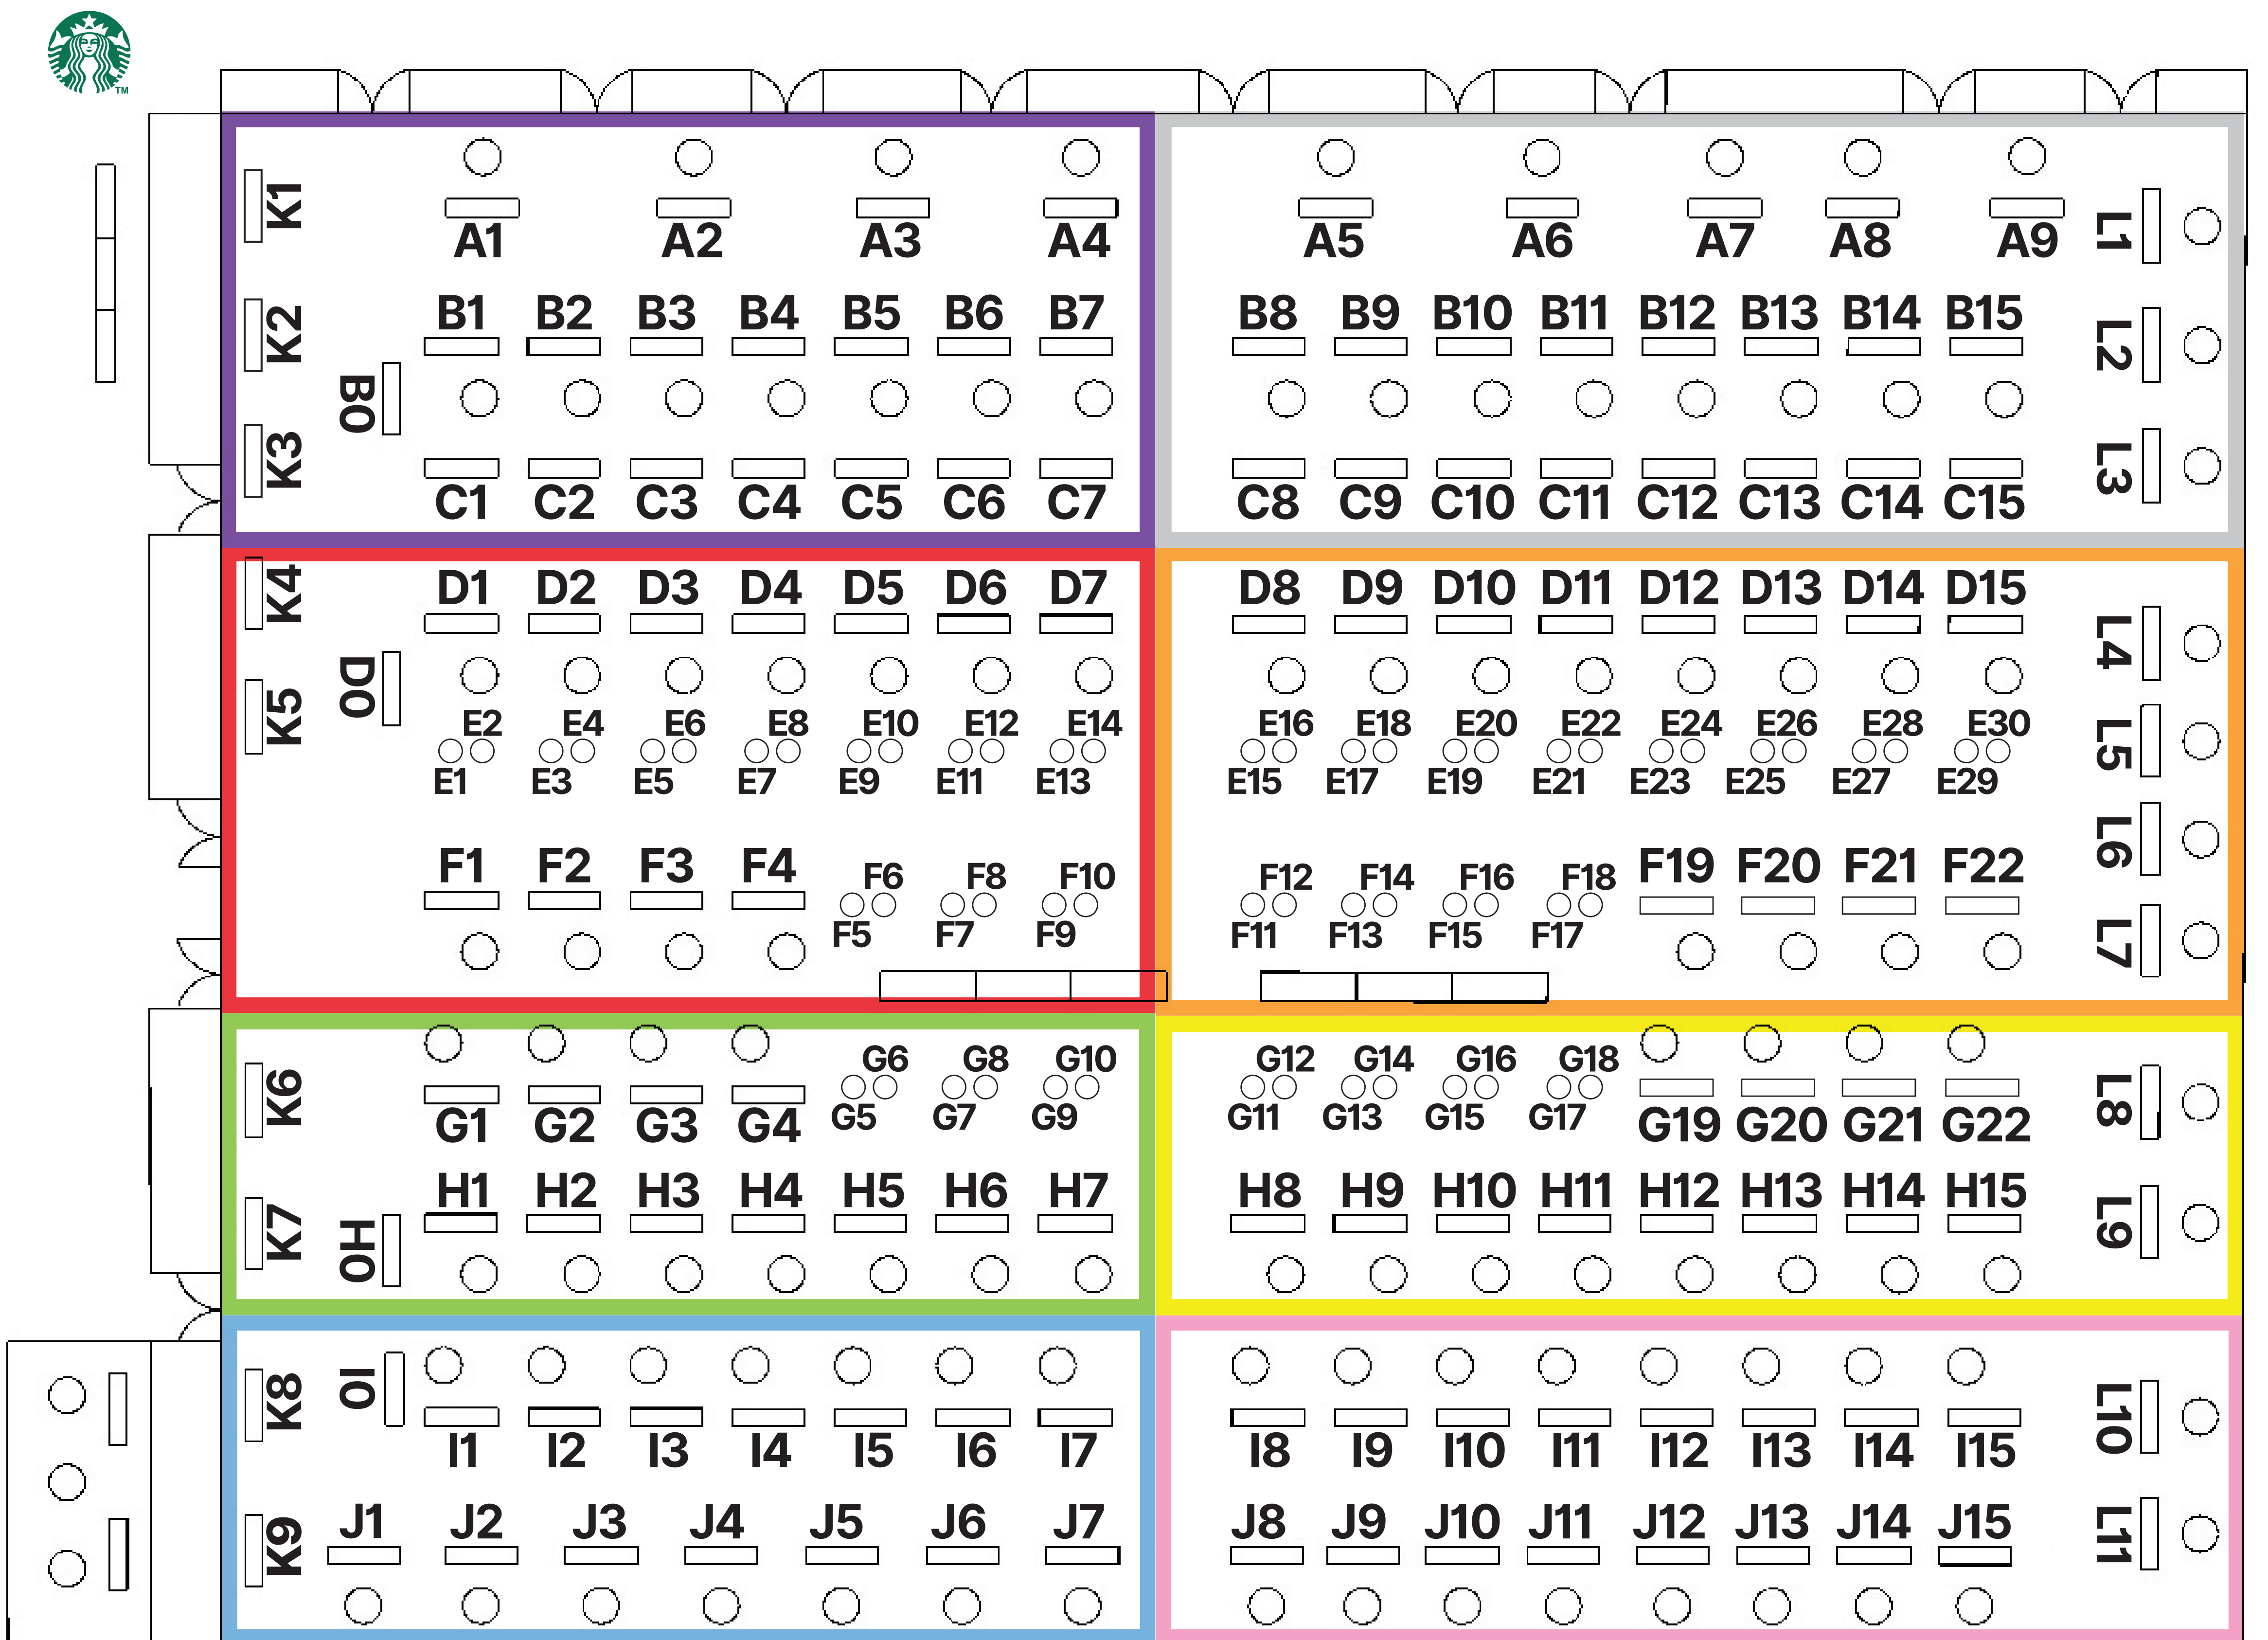 TM
A1 A2 A3 A4 A5 A6 A7 A8 A9
K1
L1
B1 B2 B3 B4 B5 B6 B7 B8 B9 B10 B11 B12 B13 B14 B15
K2
L2
B0
K3
L3
C1 C2 C3 C4 C5 C6 C7 C8 C9 C10 C11 C12 C13 C14 C15
K4
D1 D2 D3 D4 D5 D6 D7 D8 D9 D10 D11 D12 D13 D14 D15
L4
D0
K5
E2 E4 E6 E8 E10 E12 E14 E16 E18 E20 E22 E24 E26 E28 E30
L5
E1 E3 E5 E7 E9 E11 E13 E15 E17 E19 E21 E23 E25 E27 E29
L6
F1 F2 F3 F4 F6 F8 F10 F12 F14 F16 F18 F19 F20 F21 F22
F5 F7 F9 F11 F13 F15 F17
L7
K6
G6 G8 G10 G12 G14 G16 G18
L8
G1 G2 G3 G4 G5 G7 G9 G11 G13 G15 G17 G19 G20 G21 G22
H1 H2 H3 H4 H5 H6 H7 H8 H9 H10 H11 H12 H13 H14 H15
K7
H0
L9
K8
I0
L10
I1 I2 I3 I4 I5 I6 I7 I8 I9 I10 I11 I12 I13 I14 I15
J1 J2 J3 J4 J5 J6 J7 J8 J9 J10 J11 J12 J13 J14 J15
K9
L11